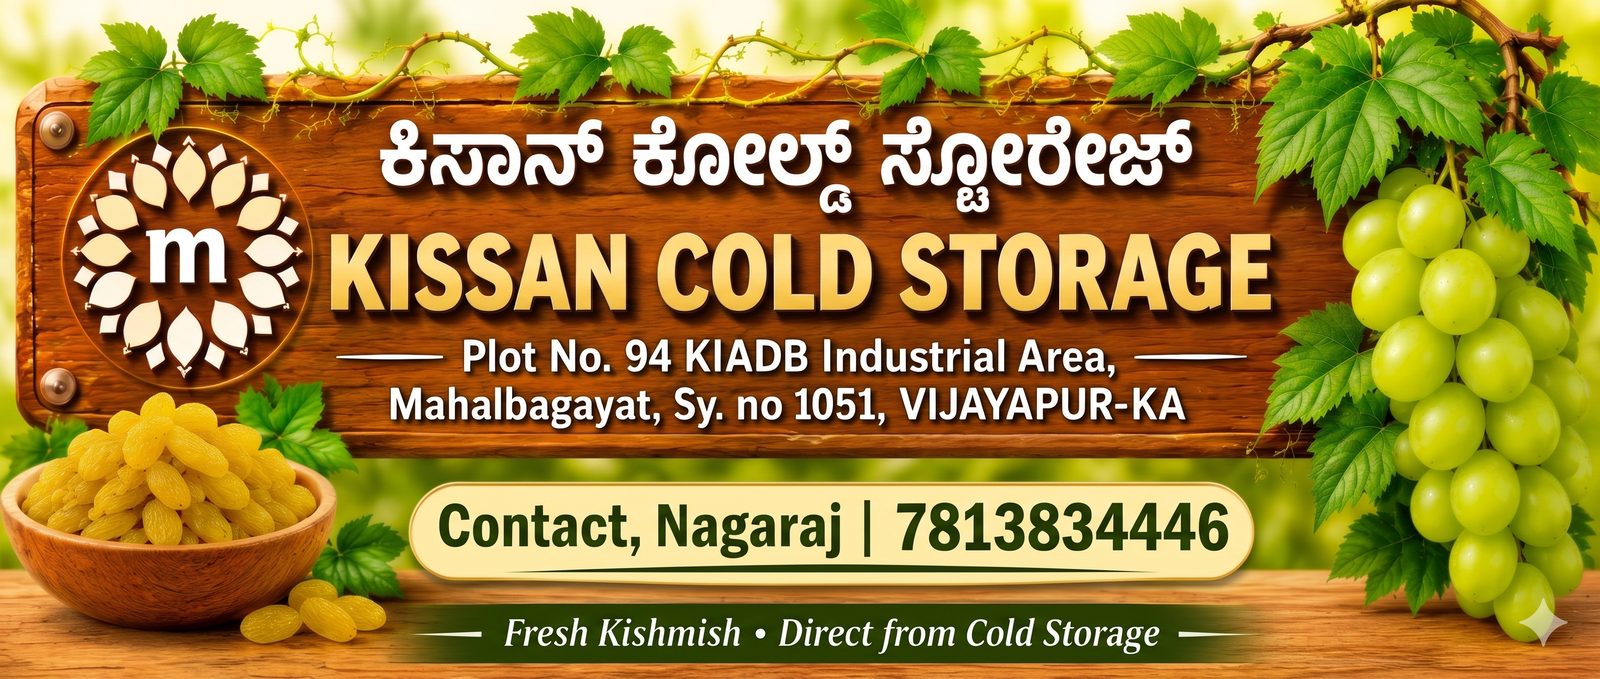 ಕಿಸಾನ್ ಕೋಲ್ಡ್ ಸ್ಟೋರೇಜ್
m
KISSAN COLD STORAGE
Plot No. 94 KIADB Industrial Area,
Mahalbagayat, Sy. no 1051, VIJAYAPUR-KA
Contact, Nagaraj | 7813834446
Fresh Kishmish • Direct from Cold Storage